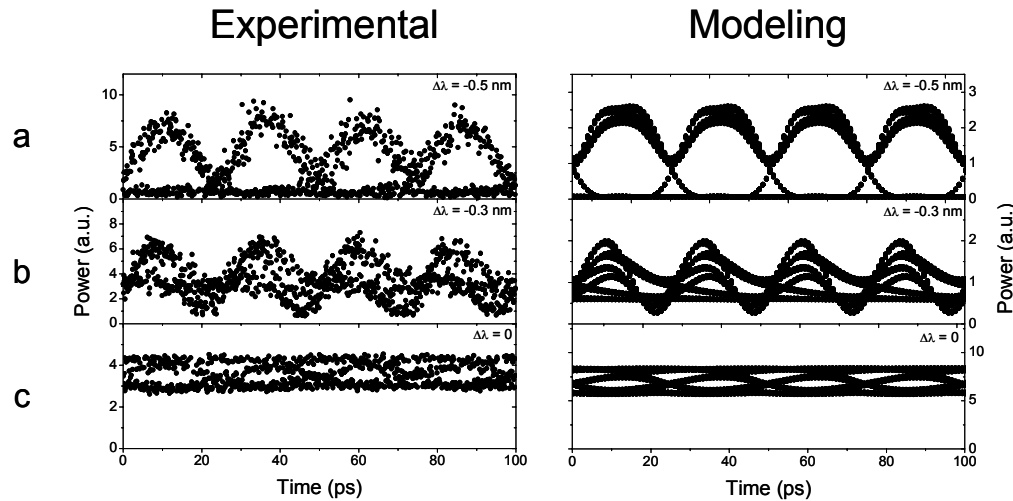 Experimental Modeling
a
Δλ = -0.5 nm
10
5
0
Δλ = -0.5 nm
3
2
1
0
b
Power (a.u.)
Δλ = -0.3 nm
8
6
4
2
0
Δλ = -0.3 nm
2
1
0
Power (a.u.)
c
Δλ = 0
4
2
0
Δλ = 0
10
5
0
0 20 40 60 80 100
0 20 40 60 80 100
Time (ps) Time (ps)